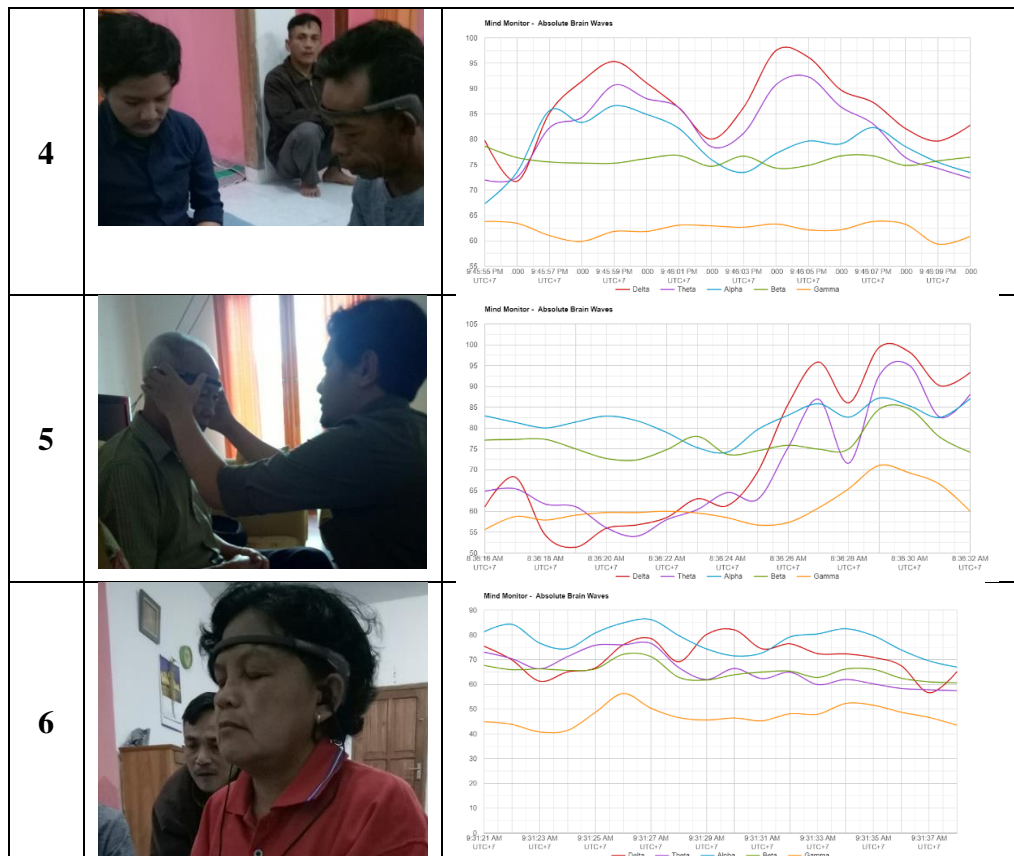 4
Mind Monitor - Absolute Brain Waves
100
95
90
85
80
75
70
65
60
55
9:45:55 PM .000 9:45:57 PM .000 9:45:59 PM .000 9:46:01 PM .000 9:46:03 PM .000 9:46:05 PM .000 9:46:07 PM .000 9:46:09 PM .000
UTC+7 UTC+7 UTC+7 UTC+7 UTC+7 UTC+7 UTC+7 UTC+7
Delta Theta Alpha Beta Gamma
5
Mind Monitor - Absolute Brain Waves
105
100
95
90
85
80
75
70
65
60
55
50
8:36:16 AM 8:36:18 AM 8:36:20 AM 8:36:22 AM 8:36:24 AM 8:36:26 AM 8:36:28 AM 8:36:30 AM 8:36:32 AM
UTC+7 UTC+7 UTC+7 UTC+7 UTC+7 UTC+7 UTC+7 UTC+7 UTC+7
Delta Theta Alpha Beta Gamma
6
Mind Monitor - Absolute Brain Waves
90
80
70
60
50
40
30
20
10
0
9:31:21 AM 9:31:23 AM 9:31:25 AM 9:31:27 AM 9:31:29 AM 9:31:31 AM 9:31:33 AM 9:31:35 AM 9:31:37 AM
UTC+7 UTC+7 UTC+7 UTC+7 UTC+7 UTC+7 UTC+7 UTC+7 UTC+7
Delta Theta Alpha Beta Gamma